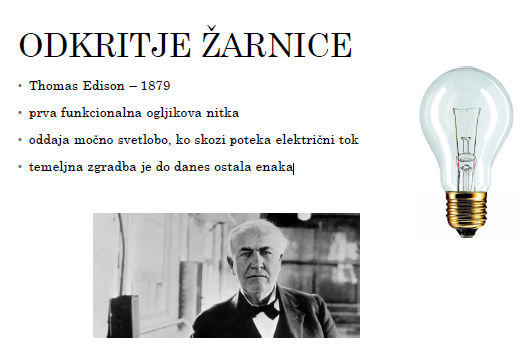 ODKRITJE ŽARNICE
• Thomas Edison – 1879
• prva funkcionalna ogljikova nitka
• oddaja močno svetlobo, ko skozi poteka električni tok
• temeljna zgradba je do danes ostala enaka